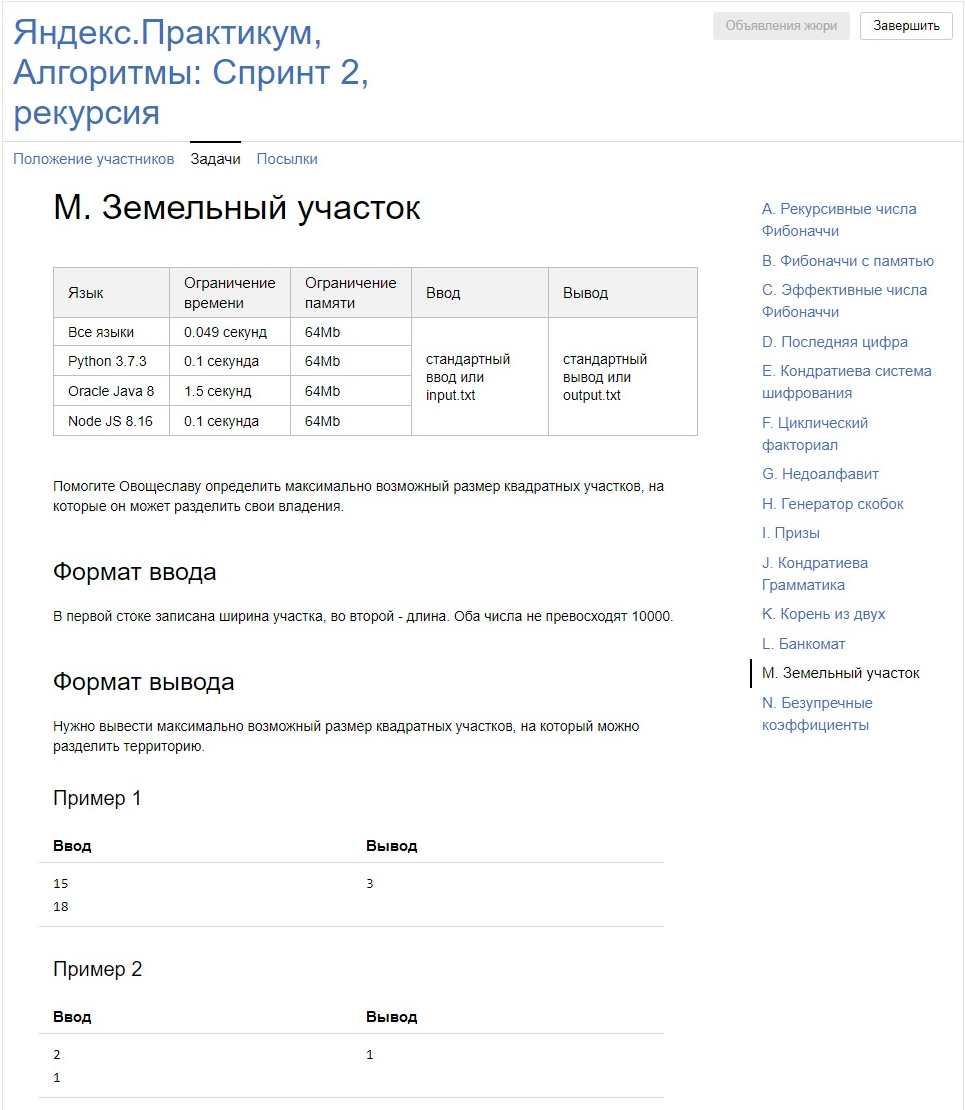 Яндекс.Практикум,
Алгоритмы: Спринт 2,
рекурсия
Объявления жюри
Завершить
Положение участников
Задачи
Посылки
M. Земельный участок
Язык
Ограничение
времени
Ограничение
памяти
Ввод
Вывод
Все языки
0.049 секунд
64Mb
стандартный
ввод или
input.txt
стандартный
вывод или
output.txt
Python 3.7.3
0.1 секунда
64Mb
Oracle Java 8
1.5 секунд
64Mb
Node JS 8.16
0.1 секунда
64Mb
Помогите Овощеславу определить максимально возможный размер квадратных участков, на
которые он может разделить свои владения.
Формат ввода
В первой стоке записана ширина участка, во второй - длина. Оба числа не превосходят 10000.
Формат вывода
Нужно вывести максимально возможный размер квадратных участков, на который можно
разделить территорию.
Пример 1
Ввод
Вывод
15
3
18
Пример 2
Ввод
Вывод
2
1
1
A. Рекурсивные числа
Фибоначчи
B. Фибоначчи с памятью
C. Эффективные числа
Фибоначчи
D. Последняя цифра
E. Кондратиева система
шифрования
F. Циклический
факториал
G. Недоалфавит
H. Генератор скобок
I. Призы
J. Кондратиева
Грамматика
K. Корень из двух
L. Банкомат
M. Земельный участок
N. Безупречные
коэффициенты